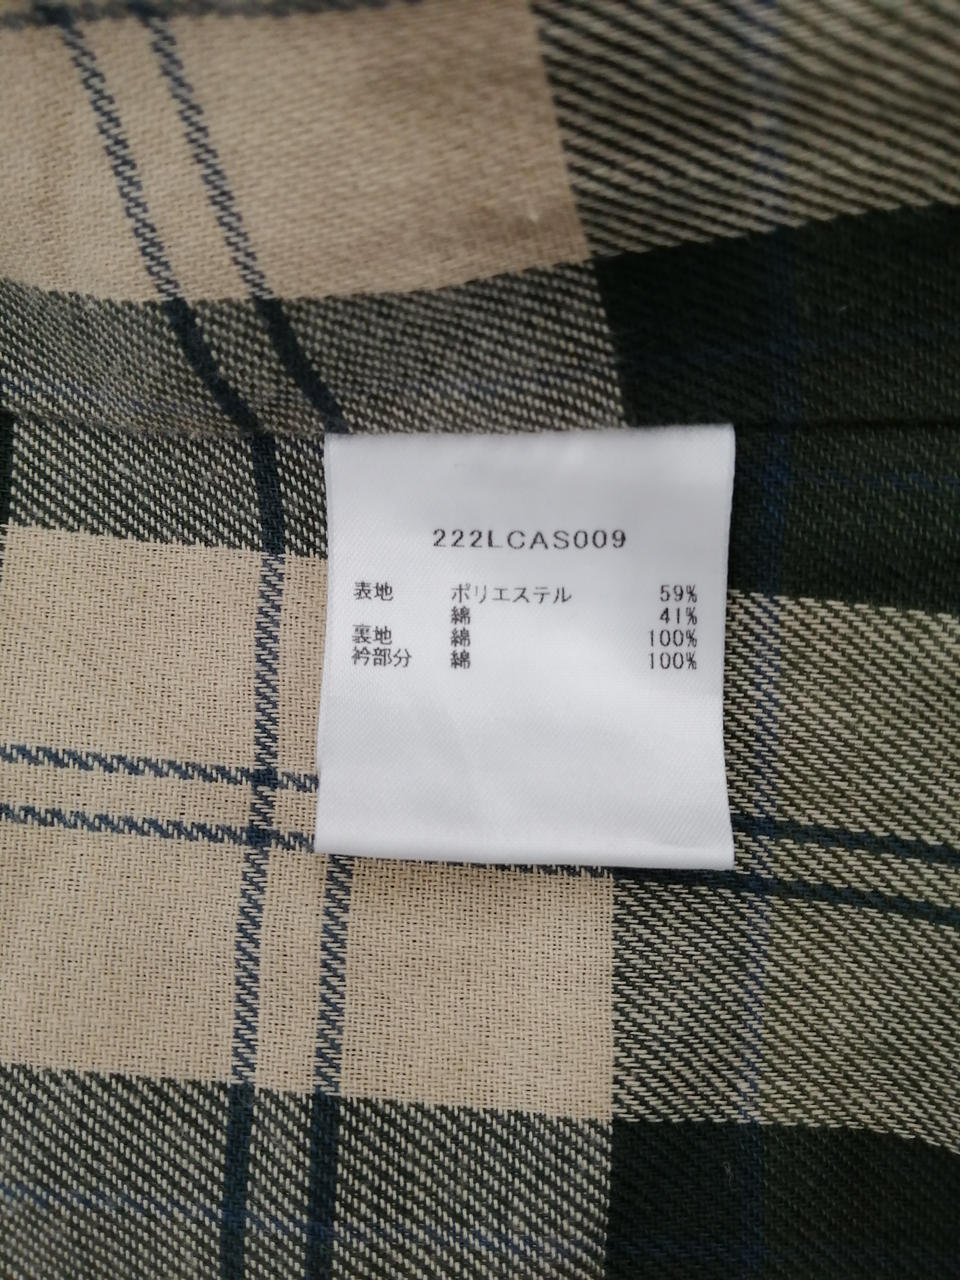 222LCAS009
表地 ポリエステル 59%
綿 41%
裏地 綿 100%
衿部分 綿 100%